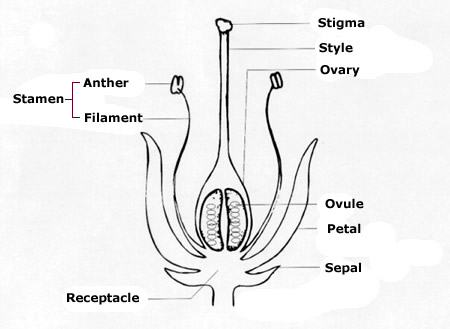 Stigma
Style
Ovary
Anther
Stamen
Filament
Ovule
Petal
Sepal
Receptacle